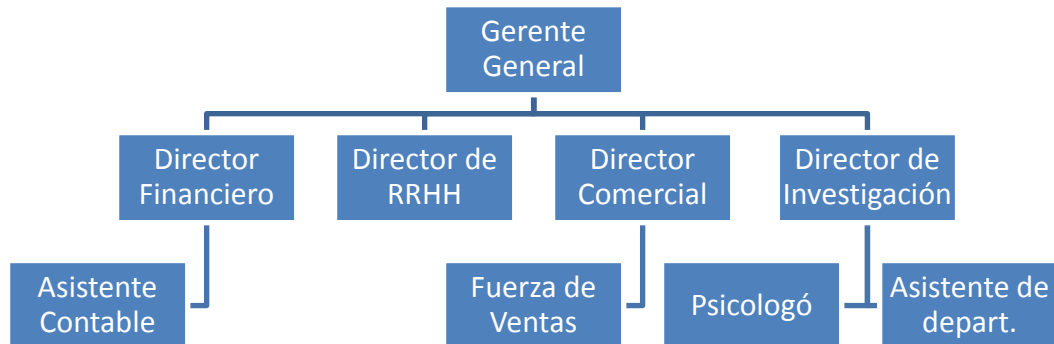 Gerente
General
Director
Financiero
Director de
RRHH
Director
Comercial
Director de
Investigación
Asistente
Contable
Fuerza de
Ventas
Psicologó
Asistente de
depart.